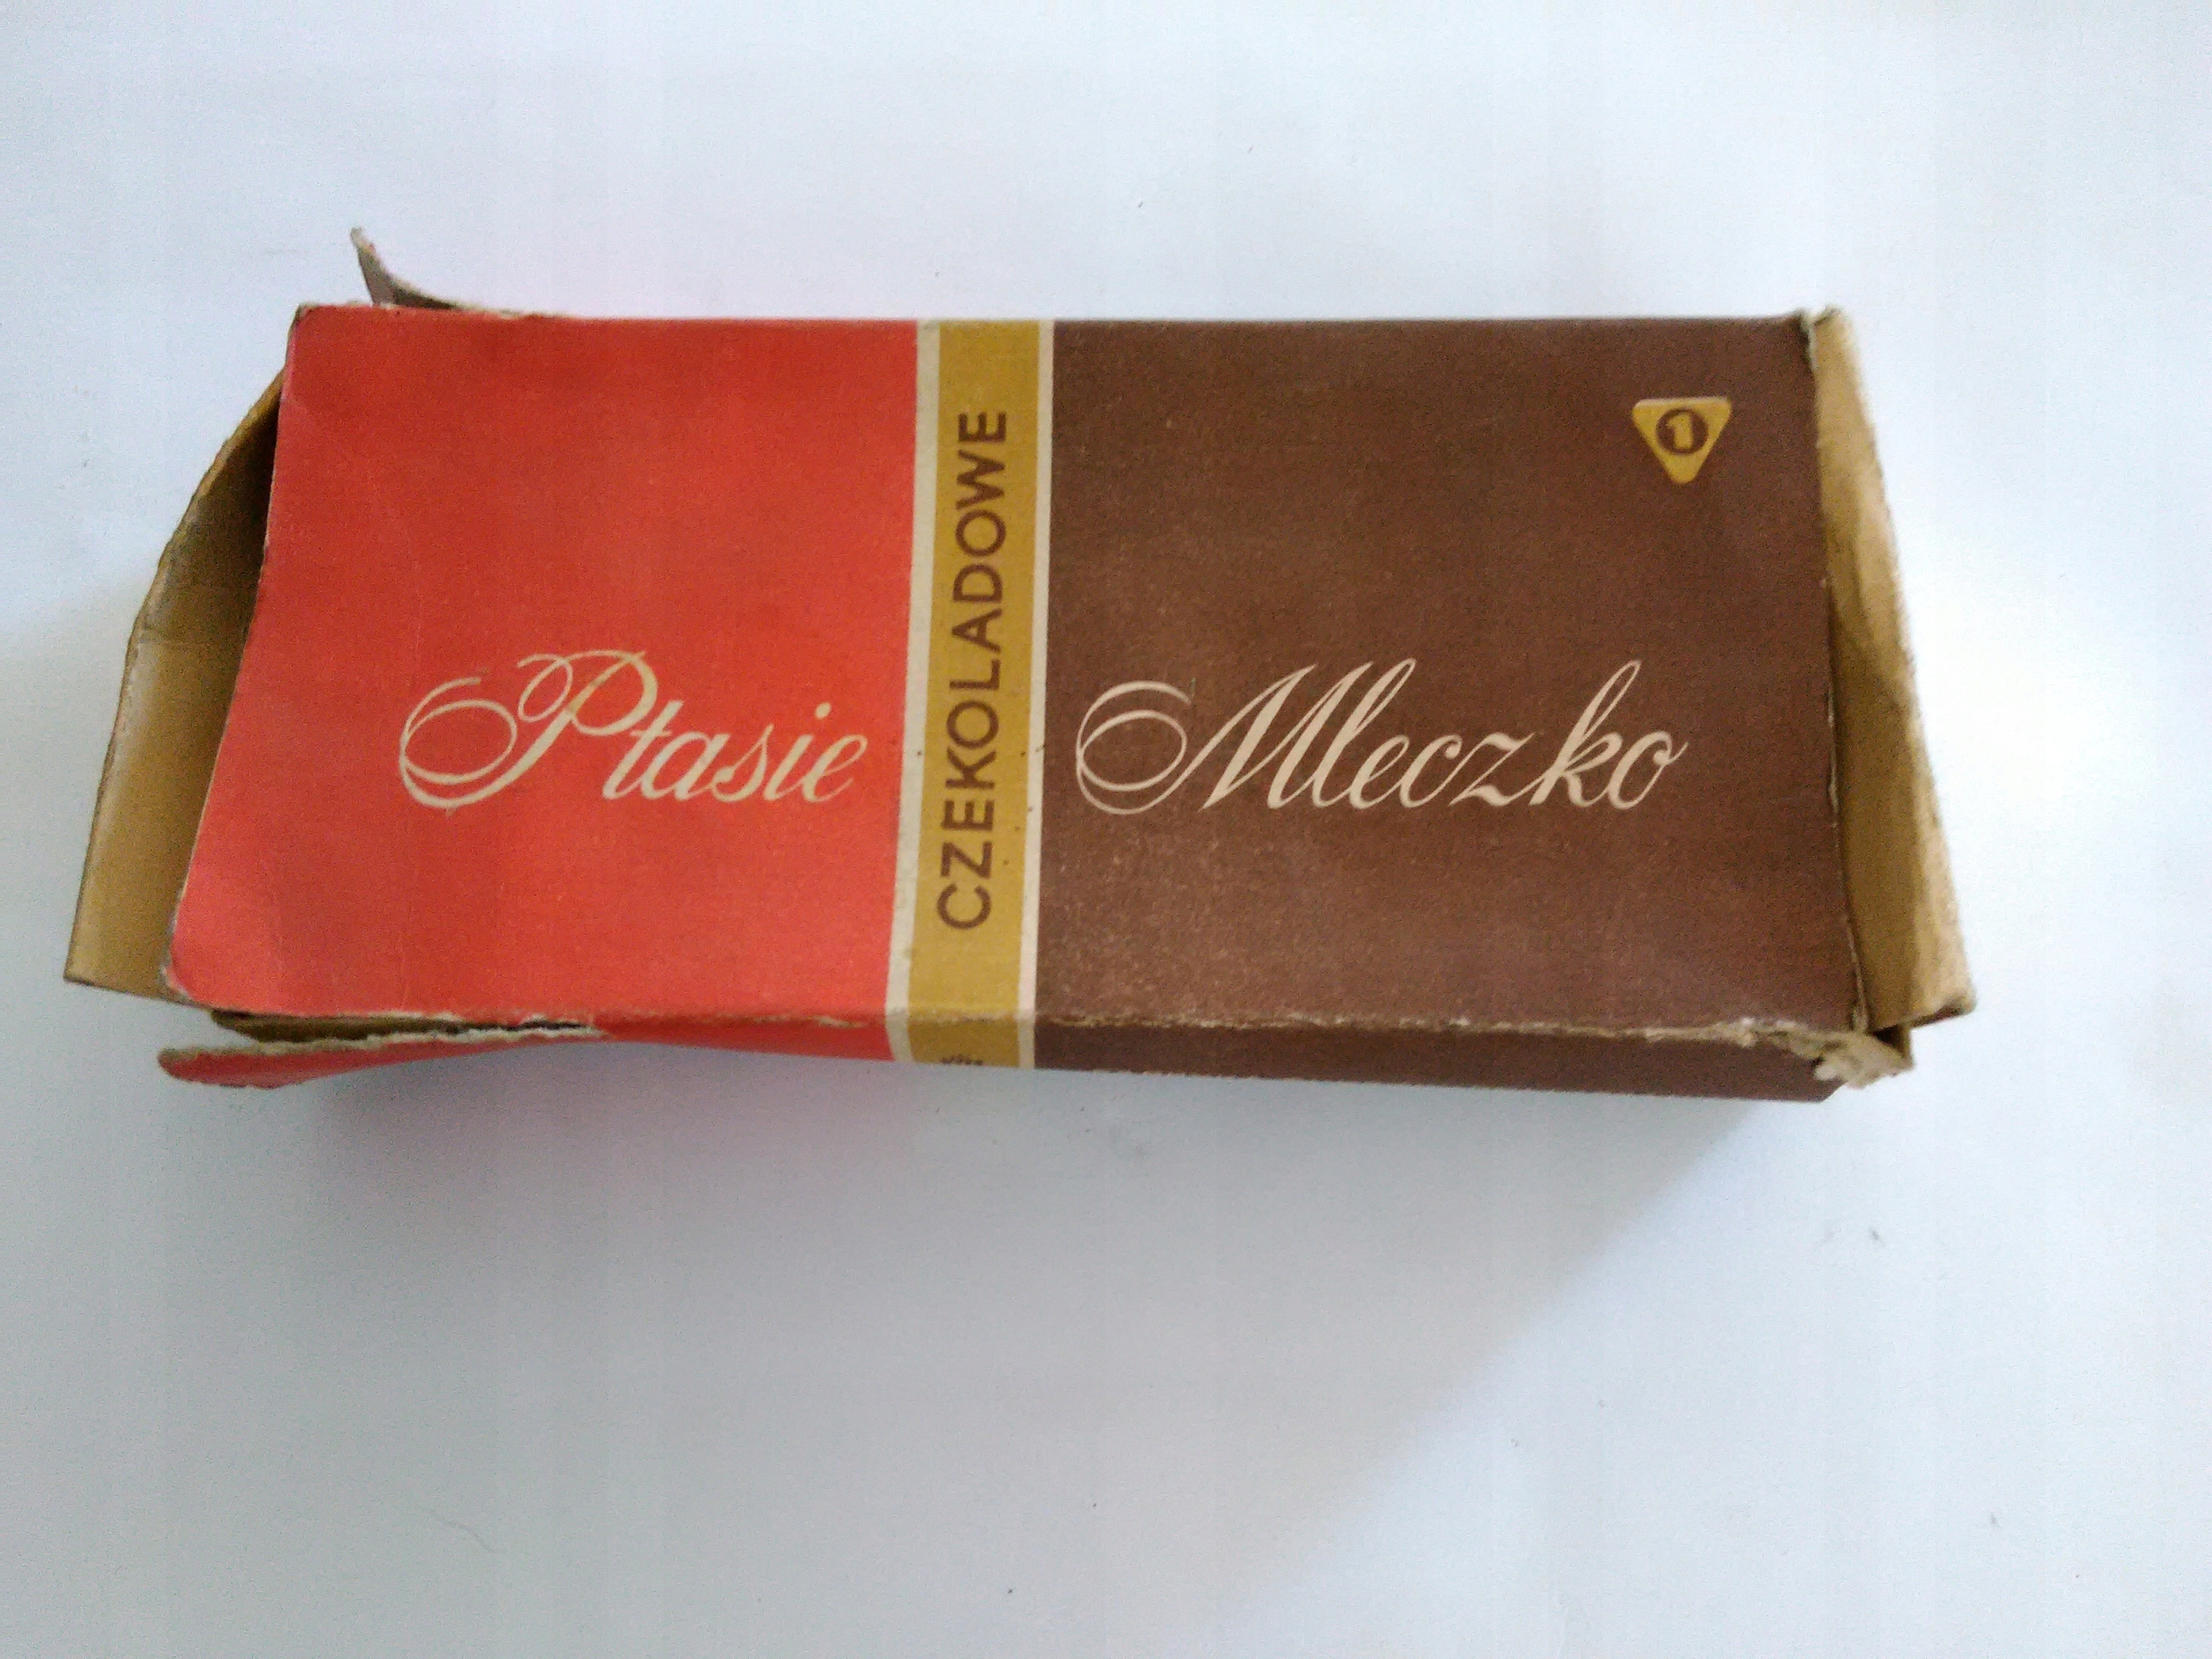 Ptasie
CZEKOLADOWE
Mleczko
1